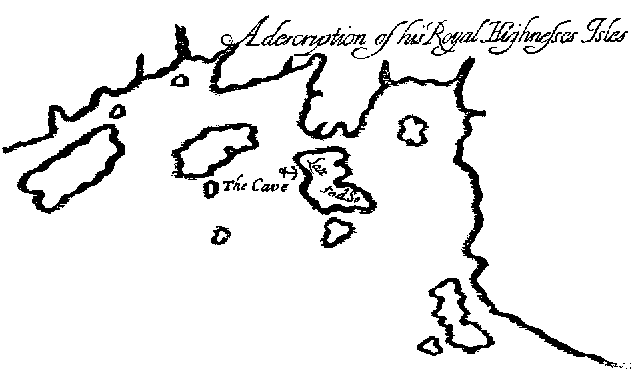 A description of his Royal Highnesses Isles
The Cave